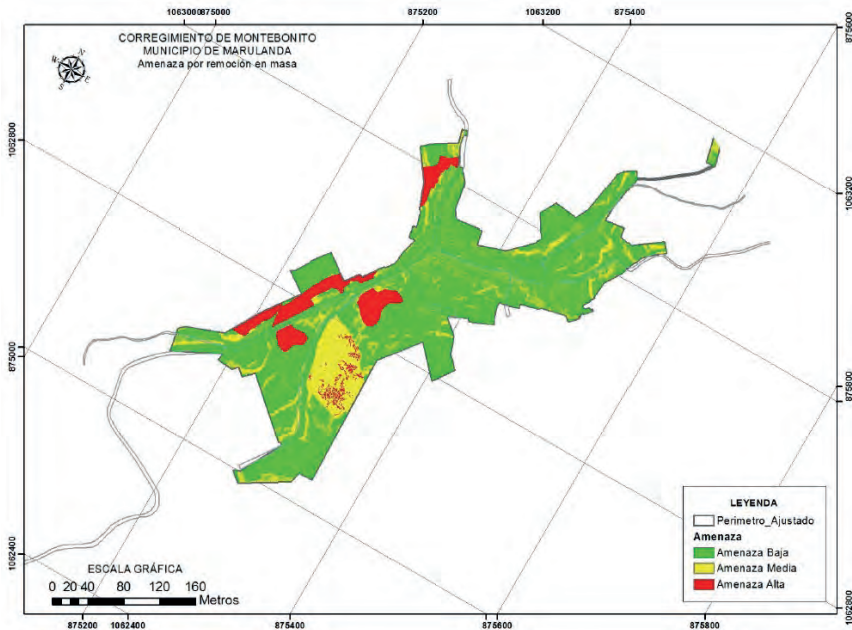 1063000 875000 875200 1063200 875400
875600
CORREGIMIENTO DE MONTEBONITO
MUNICIPIO DE MARULANDA
Amenaza por remoción en masa
N
W
E
S
1062800
1063200
875000
875800
1062400
1062800
LEYENDA
Perimetro_Ajustado
Amenaza
Amenaza Baja
Amenaza Media
Amenaza Alta
ESCALA GRÁFICA
0 20 40 80 120 160
Metros
875200 1062400 875400 875600 875800